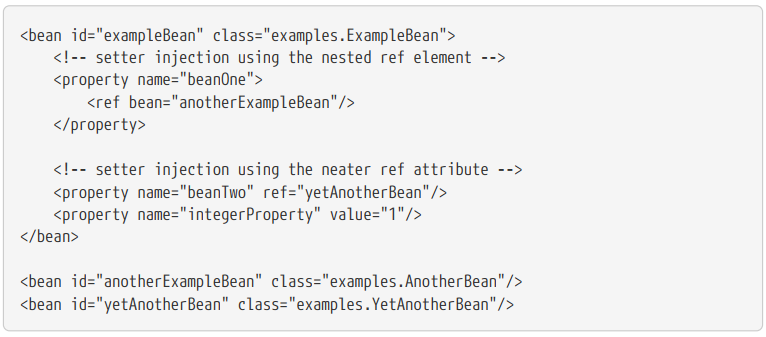 <bean id="exampleBean" class="examples.ExampleBean">
    <!-- setter injection using the nested ref element -->
    <property name="beanOne">
        <ref bean="anotherExampleBean"/>
    </property>

    <!-- setter injection using the neater ref attribute -->
    <property name="beanTwo" ref="yetAnotherBean"/>
    <property name="integerProperty" value="1"/>
</bean>

<bean id="anotherExampleBean" class="examples.AnotherBean"/>
<bean id="yetAnotherBean" class="examples.YetAnotherBean"/>